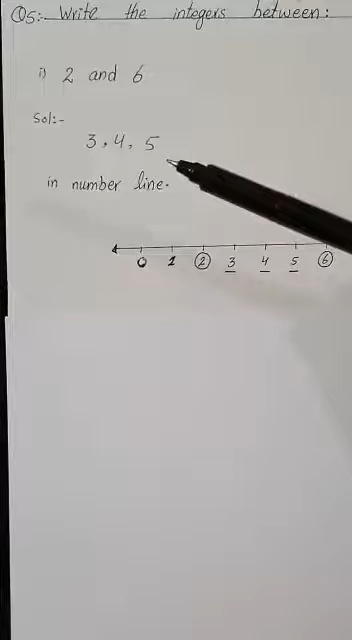 Q5:- Write the integers between:
i) 2 and 6
Sol:-
3, 4, 5
in number line.
0 1 2 3 4 5 6